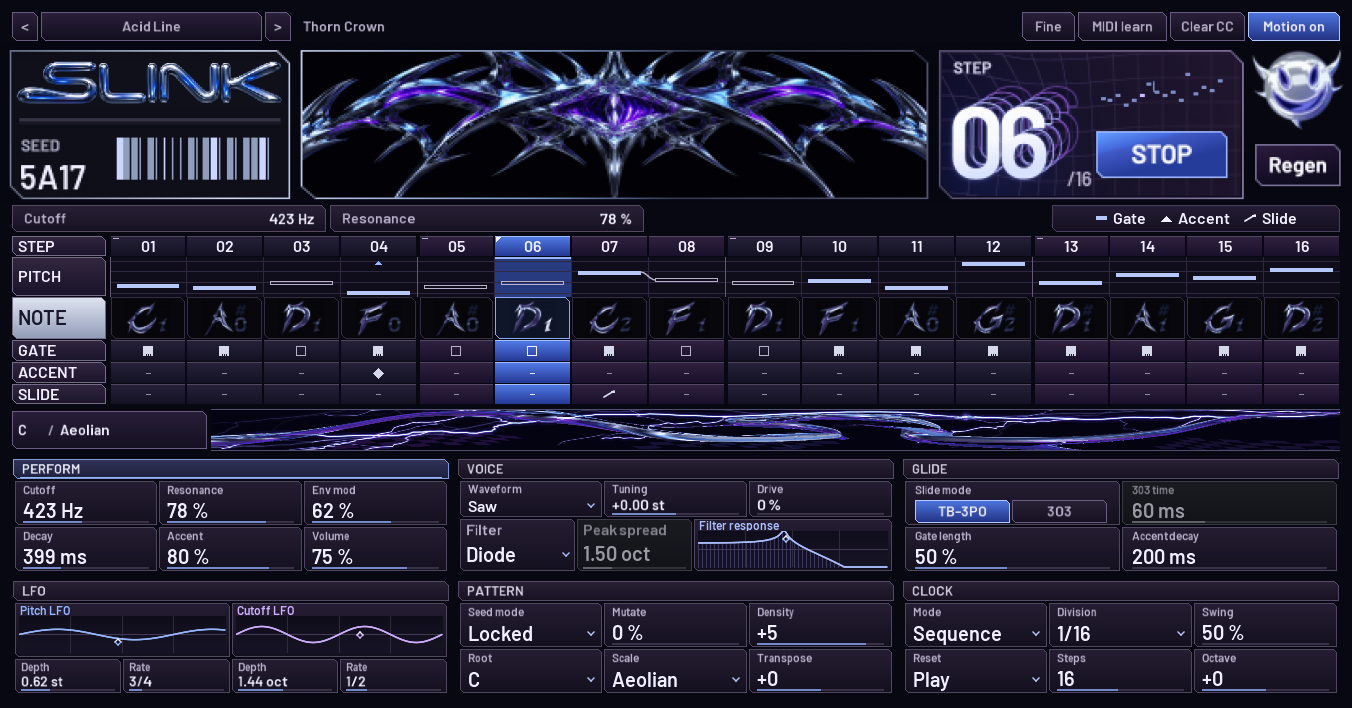 < Acid Line > Thorn Crown Fine MIDI learn Clear CC Motion on
SLINK
SEED
5A17
STEP
06
/16
STOP
Regen
Cutoff 423 Hz Resonance 78 % Gate Accent Slide
STEP 01 02 03 04 05 06 07 08 09 10 11 12 13 14 15 16
PITCH
NOTE C1 A#0 D1 F0 A#0 D1 C2 F1 D#1 C1 A#0 G#2 D#1 A#1 G1 D#2
GATE
ACCENT - - - - - - - - - - - - - - -
SLIDE - - - - - - - - - - - - - - -
C / Aeolian
PERFORM
Cutoff Resonance Env mod
423 Hz 78 % 62 %
Decay Accent Volume
399 ms 80 % 75 %
VOICE
Waveform Tuning Drive
Saw +0.00 st 0 %
Filter Peak spread Filter response
Diode 1.50 oct
GLIDE
Slide mode 303 time
TB-3PO 303 60 ms
Gate length Accent decay
50 % 200 ms
LFO
Pitch LFO Cutoff LFO
Depth Rate Depth Rate
0.62 st 3/4 1.44 oct 1/2
PATTERN
Seed mode Mutate Density
Locked 0 % +5
Root Scale Transpose
C Aeolian +0
CLOCK
Mode Division Swing
Sequence 1/16 50 %
Reset Steps Octave
Play 16 +0